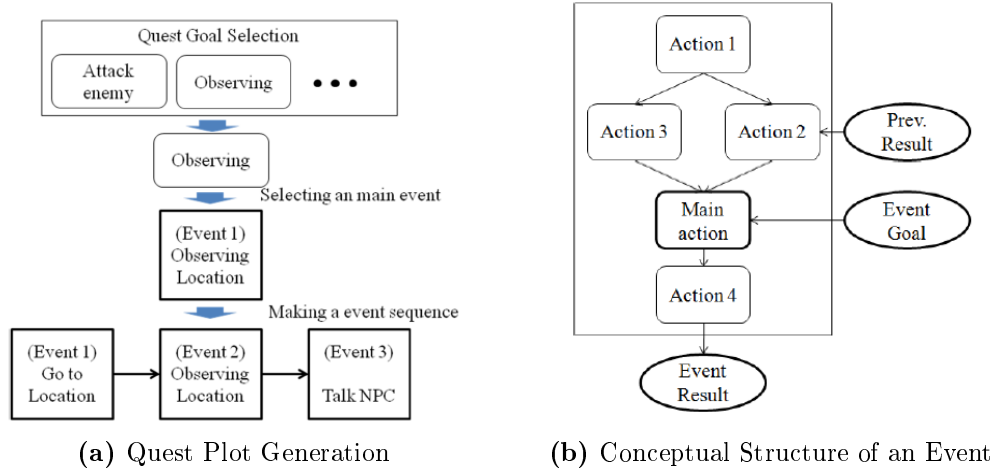 Quest Goal Selection
Attack
enemy
Observing
Observing
Selecting an main event
(Event 1)
Observing
Location
Making a event sequence
(Event 1)
Go to
Location
(Event 2)
Observing
Location
(Event 3)
Talk NPC
(a) Quest Plot Generation
Action 1
Action 3
Action 2
Prev.
Result
Main
action
Event
Goal
Action 4
Event
Result
(b) Conceptual Structure of an Event